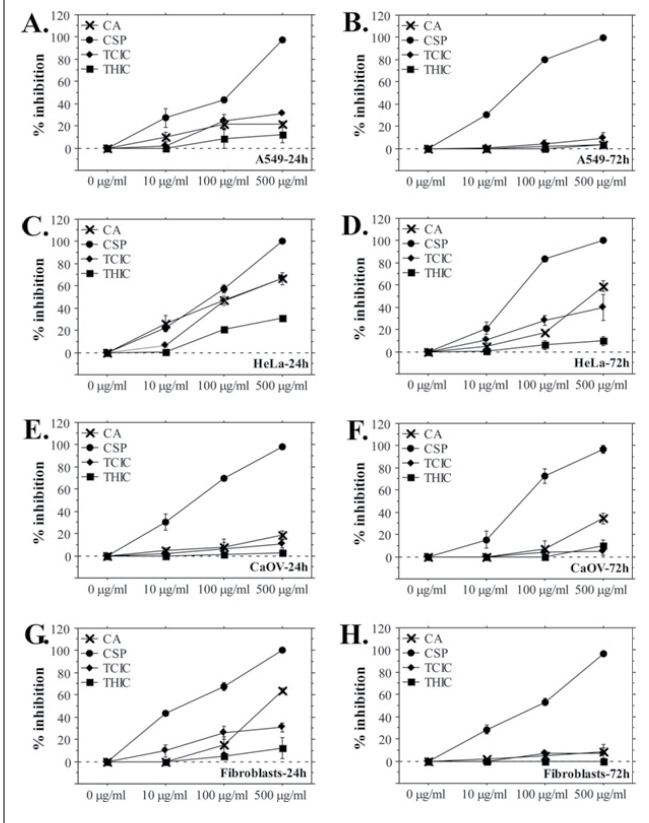 A.
120
100
80
60
40
20
0
% inhibition
CA
CSP
TCIC
THIC
A549-24h
0 µg/ml 10 µg/ml 100 µg/ml 500 µg/ml
B.
120
100
80
60
40
20
0
% inhibition
CA
CSP
TCIC
THIC
A549-72h
0 µg/ml 10 µg/ml 100 µg/ml 500 µg/ml
C.
120
100
80
60
40
20
0
% inhibition
CA
CSP
TCIC
THIC
HeLa-24h
0 µg/ml 10 µg/ml 100 µg/ml 500 µg/ml
D.
120
100
80
60
40
20
0
% inhibition
CA
CSP
TCIC
THIC
HeLa-72h
0 µg/ml 10 µg/ml 100 µg/ml 500 µg/ml
E.
120
100
80
60
40
20
0
% inhibition
CA
CSP
TCIC
THIC
CaOV-24h
0 µg/ml 10 µg/ml 100 µg/ml 500 µg/ml
F.
120
100
80
60
40
20
0
% inhibition
CA
CSP
TCIC
THIC
CaOV-72h
0 µg/ml 10 µg/ml 100 µg/ml 500 µg/ml
G.
120
100
80
60
40
20
0
% inhibition
CA
CSP
TCIC
THIC
Fibroblasts-24h
0 µg/ml 10 µg/ml 100 µg/ml 500 µg/ml
H.
120
100
80
60
40
20
0
% inhibition
CA
CSP
TCIC
THIC
Fibroblasts-72h
0 µg/ml 10 µg/ml 100 µg/ml 500 µg/ml